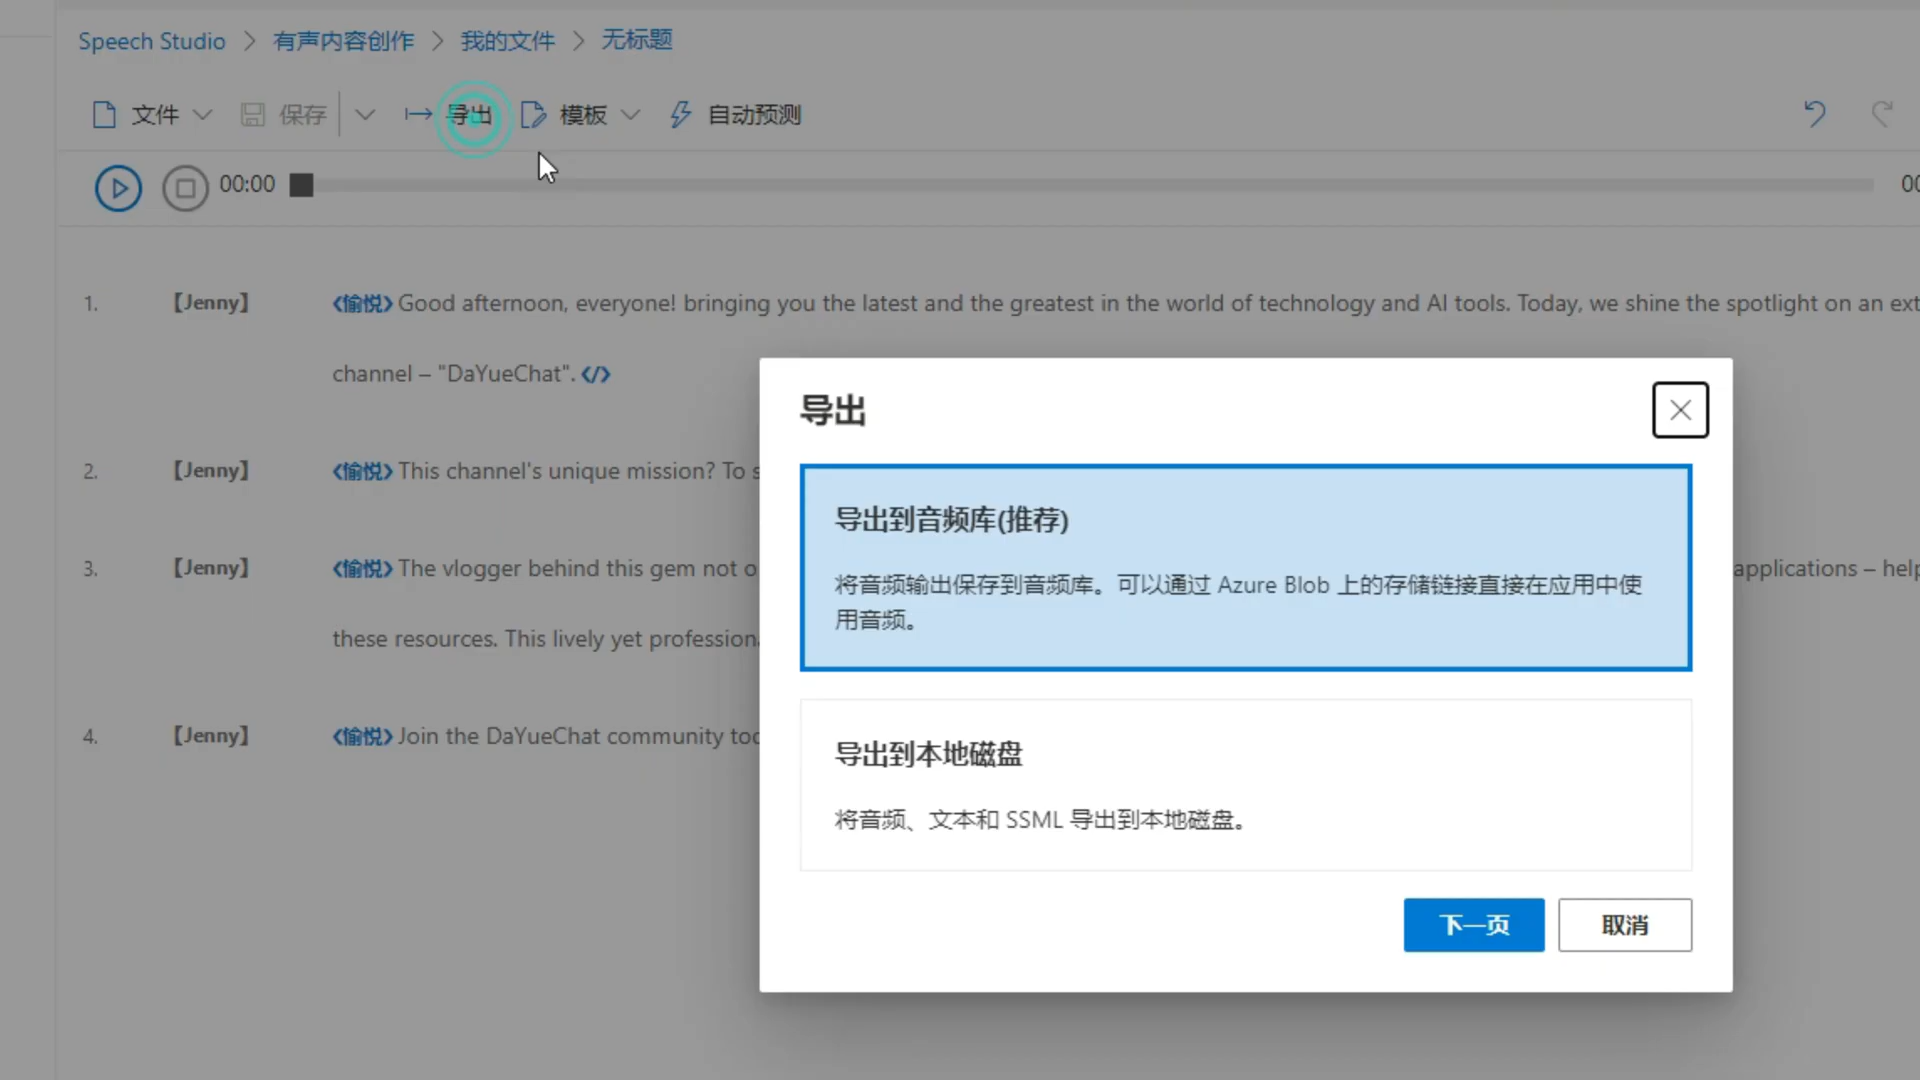 Speech Studio > 有声内容创作 > 我的文件 > 无标题
文件 保存 导出 模板 自动预测
00:00
1. 【Jenny】 《愉悦》 Good afternoon, everyone! bringing you the latest and the greatest in the world of technology and AI tools. Today, we shine the spotlight on an ext
channel – "DaYueChat". </>
2. 【Jenny】 《愉悦》 This channel's unique mission? To s
3. 【Jenny】 《愉悦》 The vlogger behind this gem not o
applications – help
these resources. This lively yet profession
4. 【Jenny】 《愉悦》 Join the DaYueChat community too
导出
导出到音频库(推荐)
将音频输出保存到音频库。可以通过 Azure Blob 上的存储链接直接在应用中使
用音频。
导出到本地磁盘
将音频、文本和 SSML 导出到本地磁盘。
下一页 取消